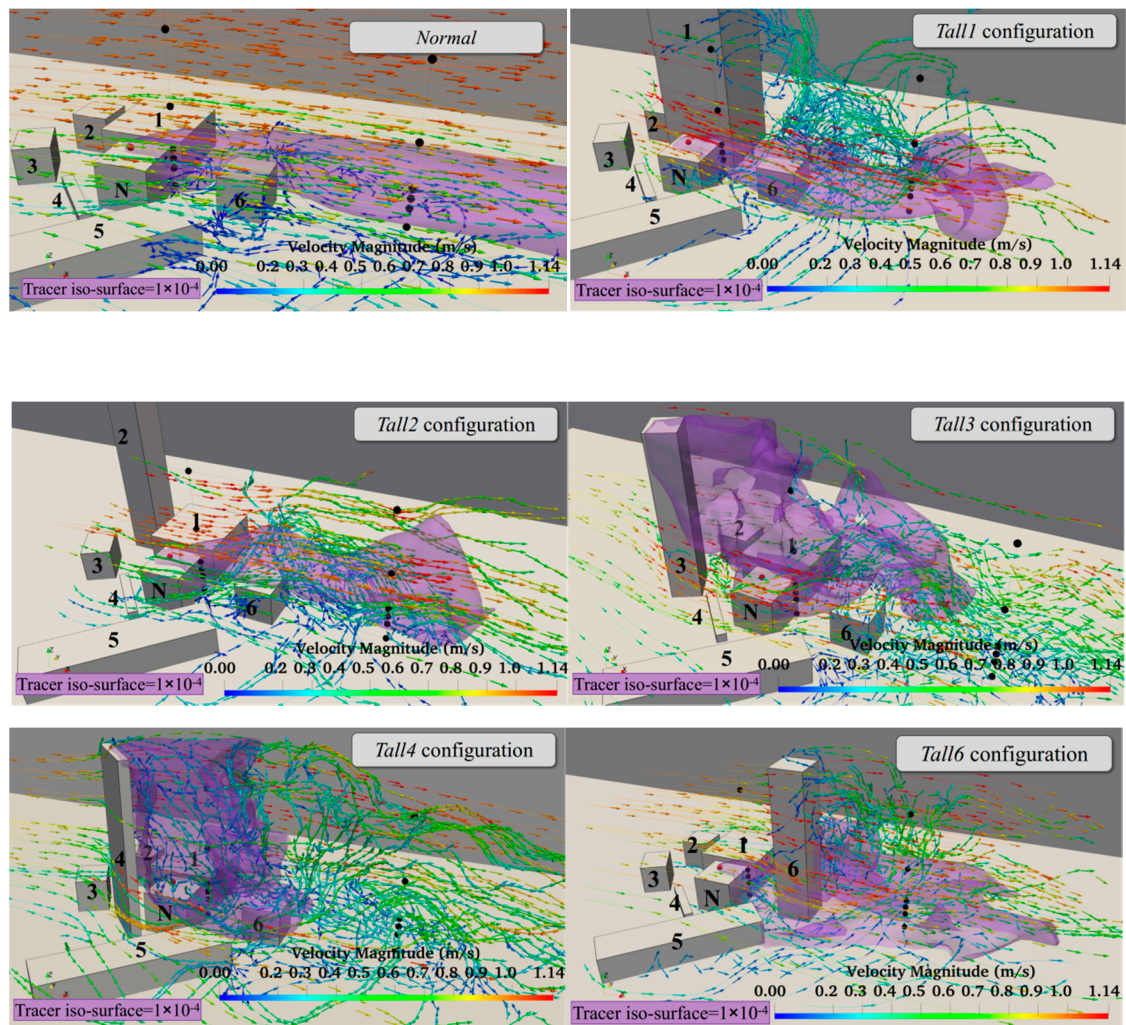 Normal
1
2
3
N
4
6
5
Velocity Magnitude (m/s)
0.00 0.2 0.3 0.4 0.5 0.6 0.7 0.8 0.9 1.0 1.14
Tracer iso-surface=1×10⁻⁴
Tall1 configuration
1
2
3
4
N
6
5
Velocity Magnitude (m/s)
0.00 0.2 0.3 0.4 0.5 0.6 0.7 0.8 0.9 1.0 1.14
Tracer iso-surface=1×10⁻⁴
Tall2 configuration
2
1
3
4
N
6
5
Velocity Magnitude (m/s)
0.00 0.2 0.3 0.4 0.5 0.6 0.7 0.8 0.9 1.0 1.14
Tracer iso-surface=1×10⁻⁴
Tall3 configuration
2
1
3
4
N
6
5
Velocity Magnitude (m/s)
0.00 0.2 0.3 0.4 0.5 0.6 0.7 0.8 0.9 1.0 1.14
Tracer iso-surface=1×10⁻⁴
Tall4 configuration
4
2
1
3
N
6
5
Velocity Magnitude (m/s)
0.00 0.2 0.3 0.4 0.5 0.6 0.7 0.8 0.9 1.0 1.14
Tracer iso-surface=1×10⁻⁴
Tall6 configuration
2
1
3
6
4
N
5
Velocity Magnitude (m/s)
0.00 0.2 0.3 0.4 0.5 0.6 0.7 0.8 0.9 1.0 1.14
Tracer iso-surface=1×10⁻⁴